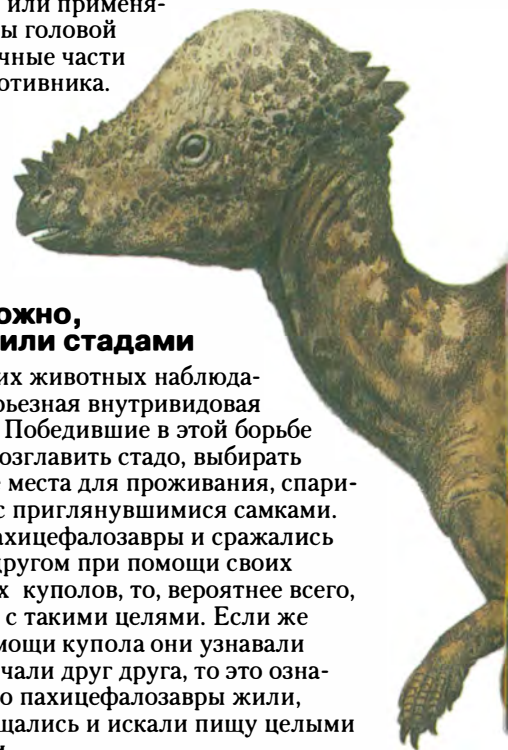 или применя-
ы головой
чные части
отивника.
ожно,
или стадами
их животных наблюда-
рьезная внутривидовая
Победившие в этой борьбе
озглавить стадо, выбирать
места для проживания, спари-
с приглянувшимися самками.
ахицефалозавры и сражались
другом при помощи своих
х куполов, то, вероятнее всего,
с такими целями. Если же
мощи купола они узнавали
чали друг друга, то это озна-
о пахицефалозавры жили,
щались и искали пищу целыми